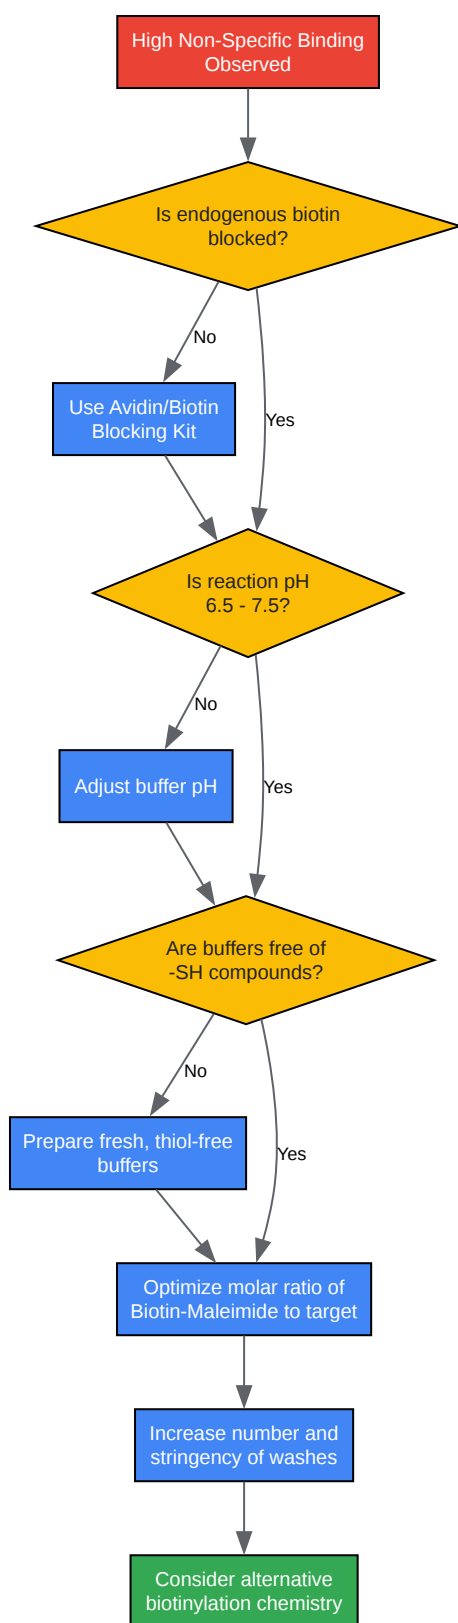 High Non-Specific Binding
Observed
Is endogenous biotin
blocked?
No
Yes
Use Avidin/Biotin
Blocking Kit
Is reaction pH
6.5 - 7.5?
No
Yes
Adjust buffer pH
Are buffers free of
-SH compounds?
No
Yes
Prepare fresh, thiol-free
buffers
Optimize molar ratio of
Biotin-Maleimide to target
Increase number and
stringency of washes
Consider alternative
biotinylation chemistry